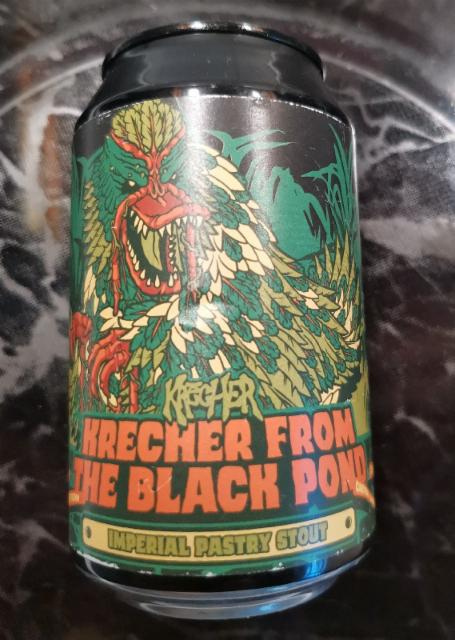 KRECHER
KRECHER FROM
THE BLACK POND
IMPERIAL PASTRY STOUT